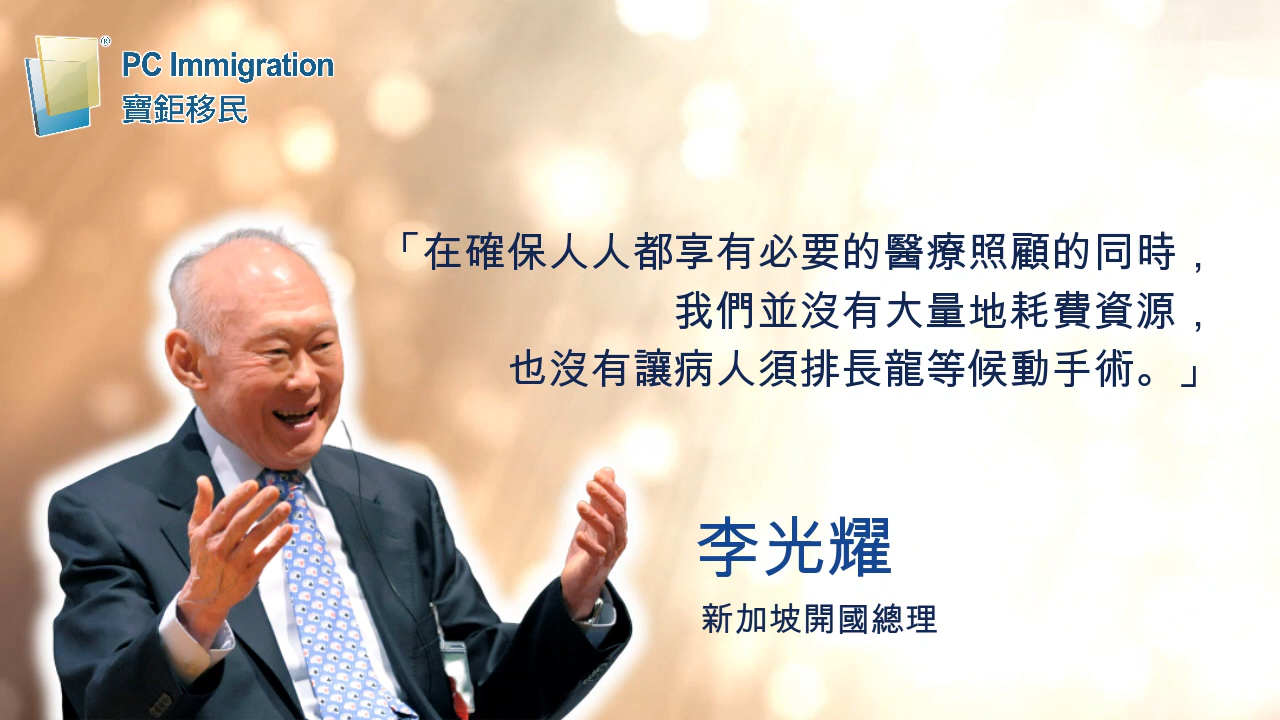 PC Immigration
寶鉅移民
「在確保人人都享有必要的醫療照顧的同時，
我們並沒有大量地耗費資源，
也沒有讓病人須排長龍等候動手術。」
李光耀
新加坡開國總理